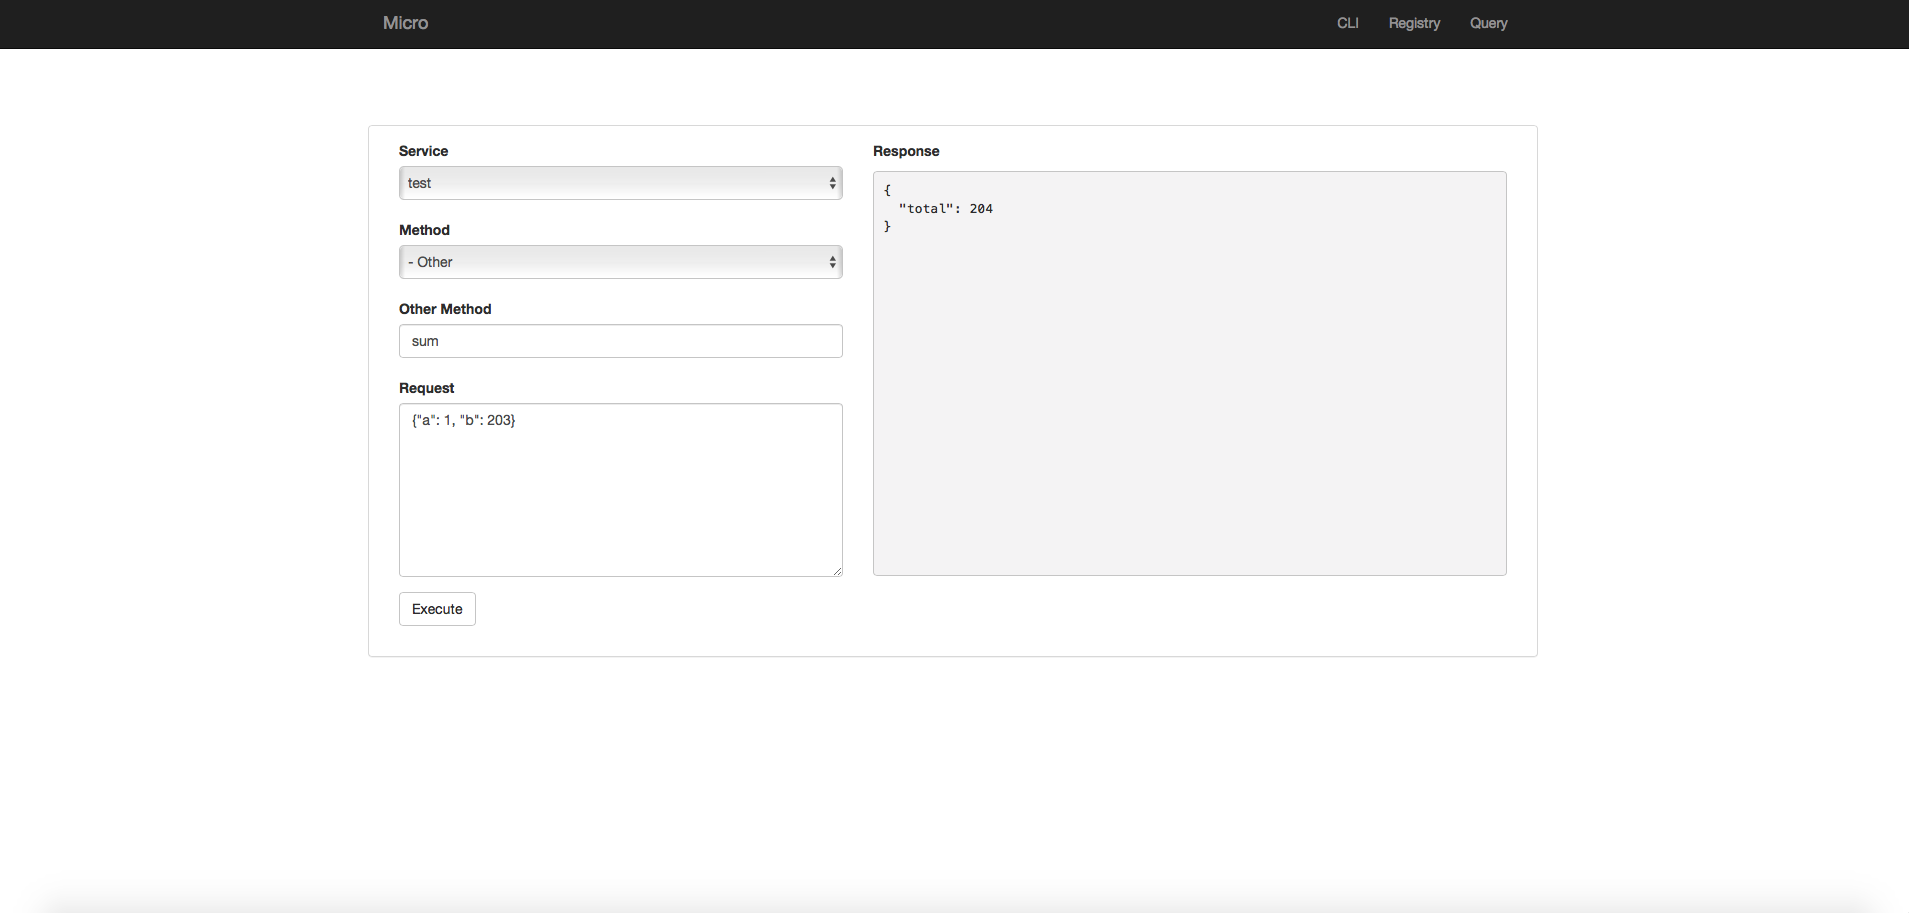 Micro
CLI Registry Query
Service
test
Method
- Other
Other Method
sum
Request
{"a": 1, "b": 203}
Execute
Response
{
  "total": 204
}